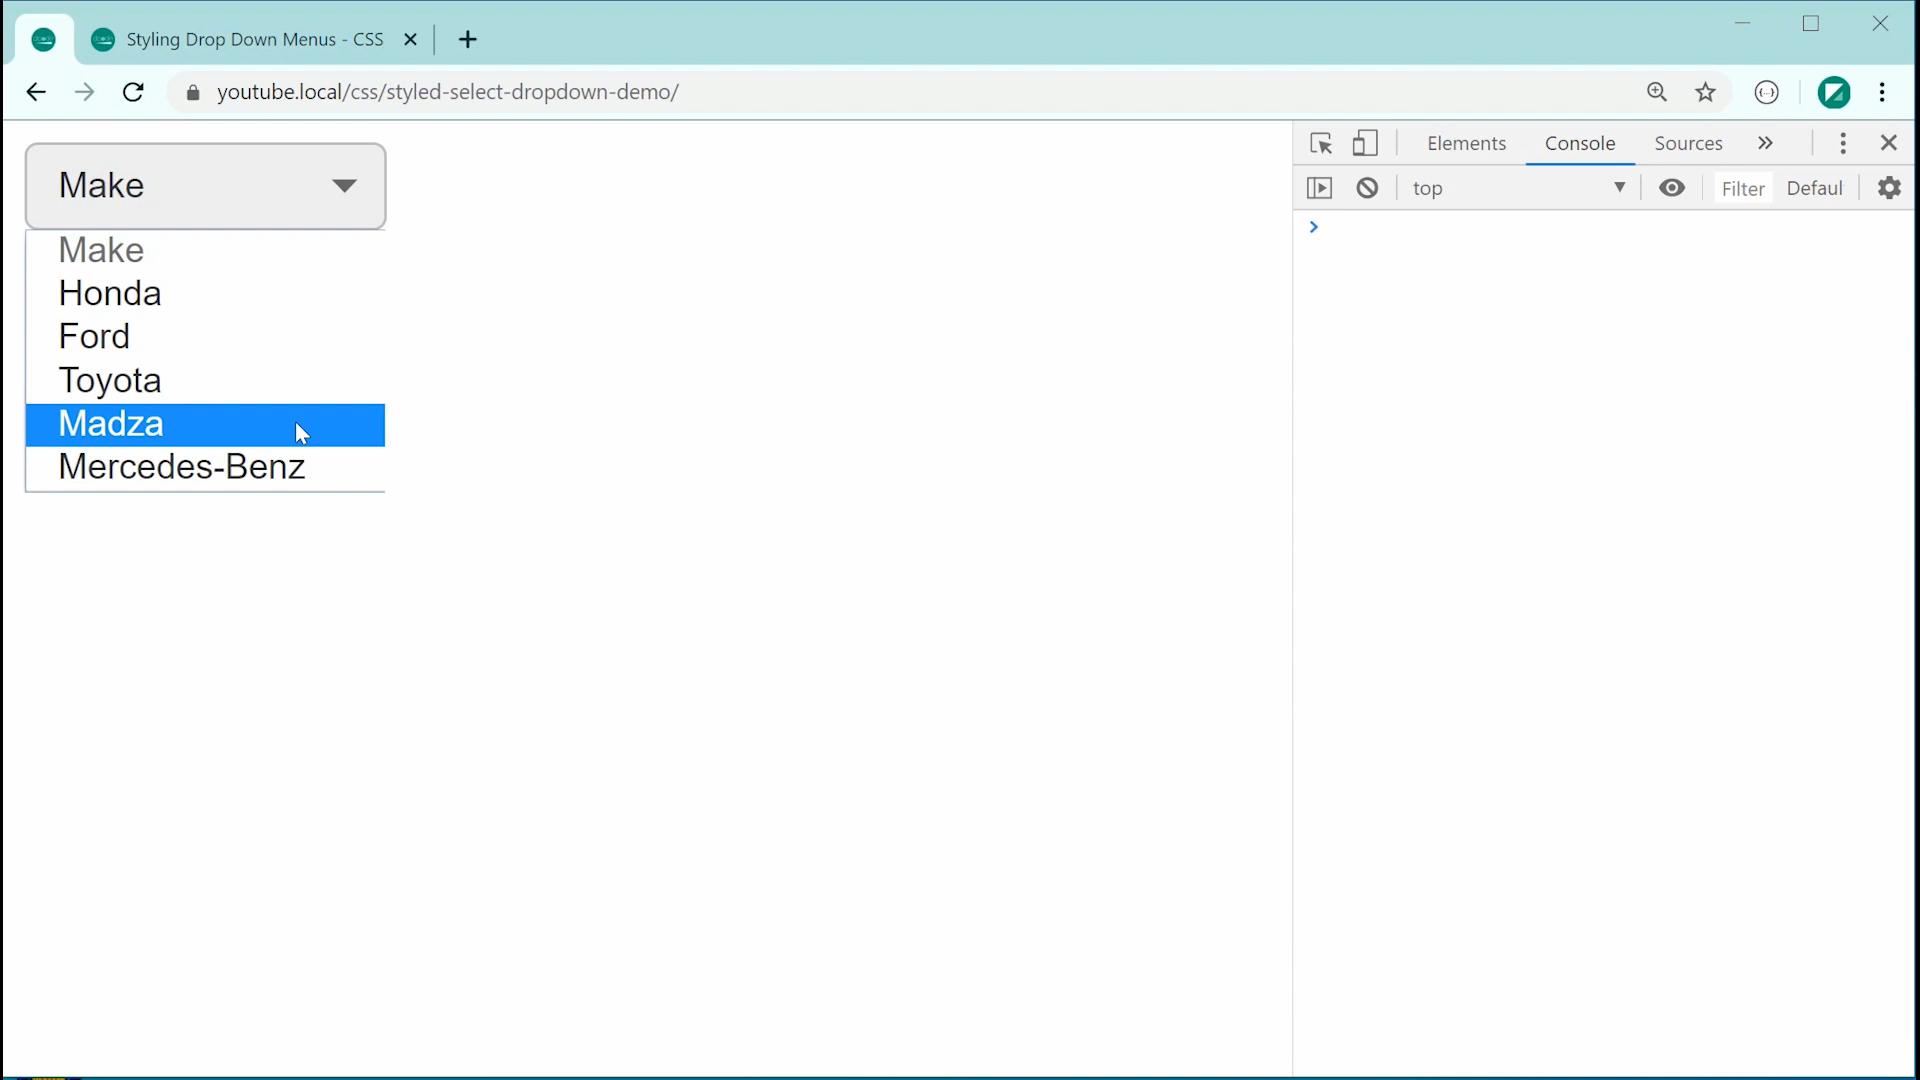 Styling Drop Down Menus - CSS
youtube.local/css/styled-select-dropdown-demo/
Elements Console Sources
top Filter Defaul
Make
Make
Honda
Ford
Toyota
Madza
Mercedes-Benz